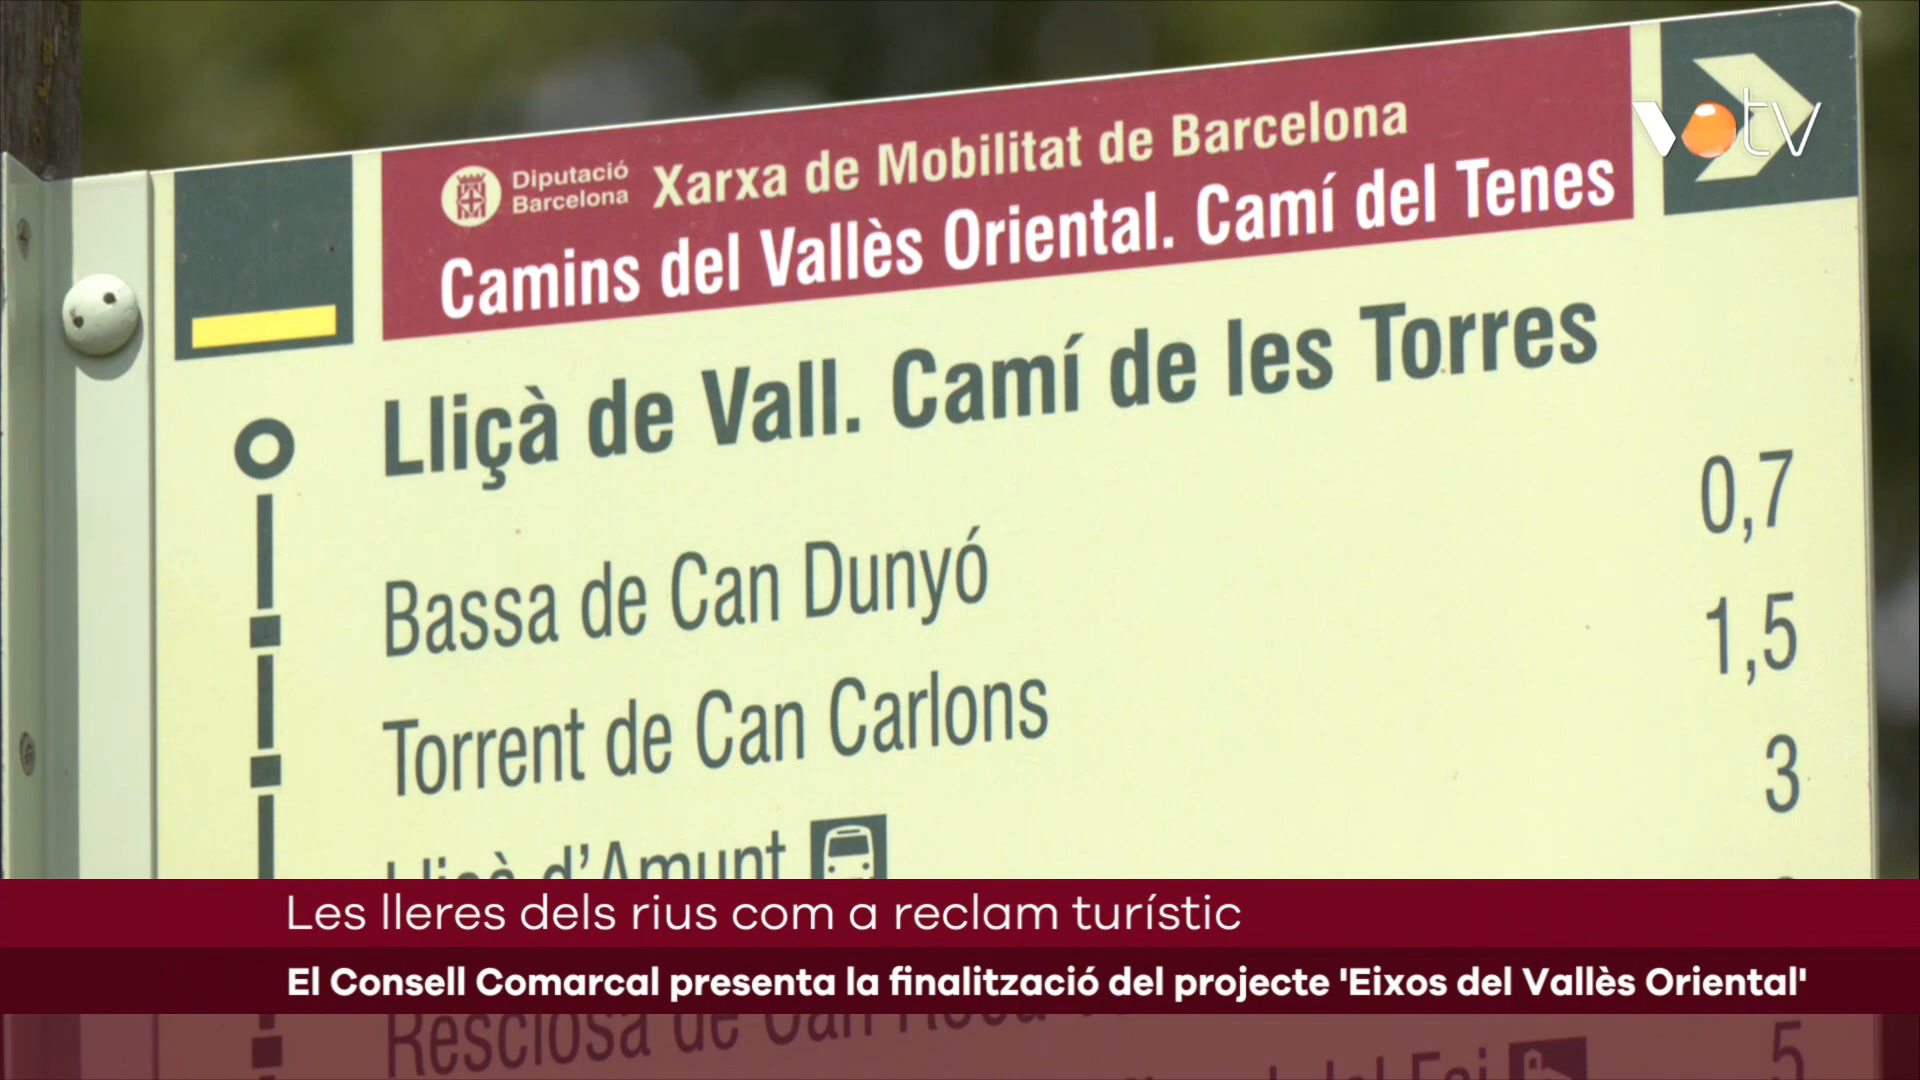 votv
Diputació
Barcelona
Xarxa de Mobilitat de Barcelona
Camins del Vallès Oriental. Camí del Tenes
Lliçà de Vall. Camí de les Torres
Bassa de Can Dunyó 0,7
Torrent de Can Carlons 1,5
Lliçà d'Amunt 3
Les lleres dels rius com a reclam turístic
El Consell Comarcal presenta la finalització del projecte 'Eixos del Vallès Oriental'
Resclosa de Can
5